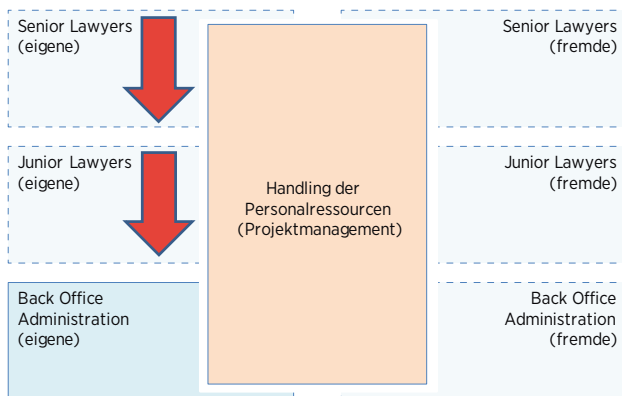 Senior Lawyers
(eigene)
Senior Lawyers
(fremde)
Junior Lawyers
(eigene)
Junior Lawyers
(fremde)
Handling der
Personalressourcen
(Projektmanagement)
Back Office
Administration
(eigene)
Back Office
Administration
(fremde)